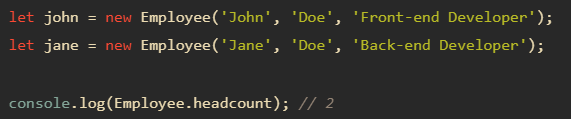 let john = new Employee('John', 'Doe', 'Front-end Developer');
let jane = new Employee('Jane', 'Doe', 'Back-end Developer');
console.log(Employee.headcount); // 2